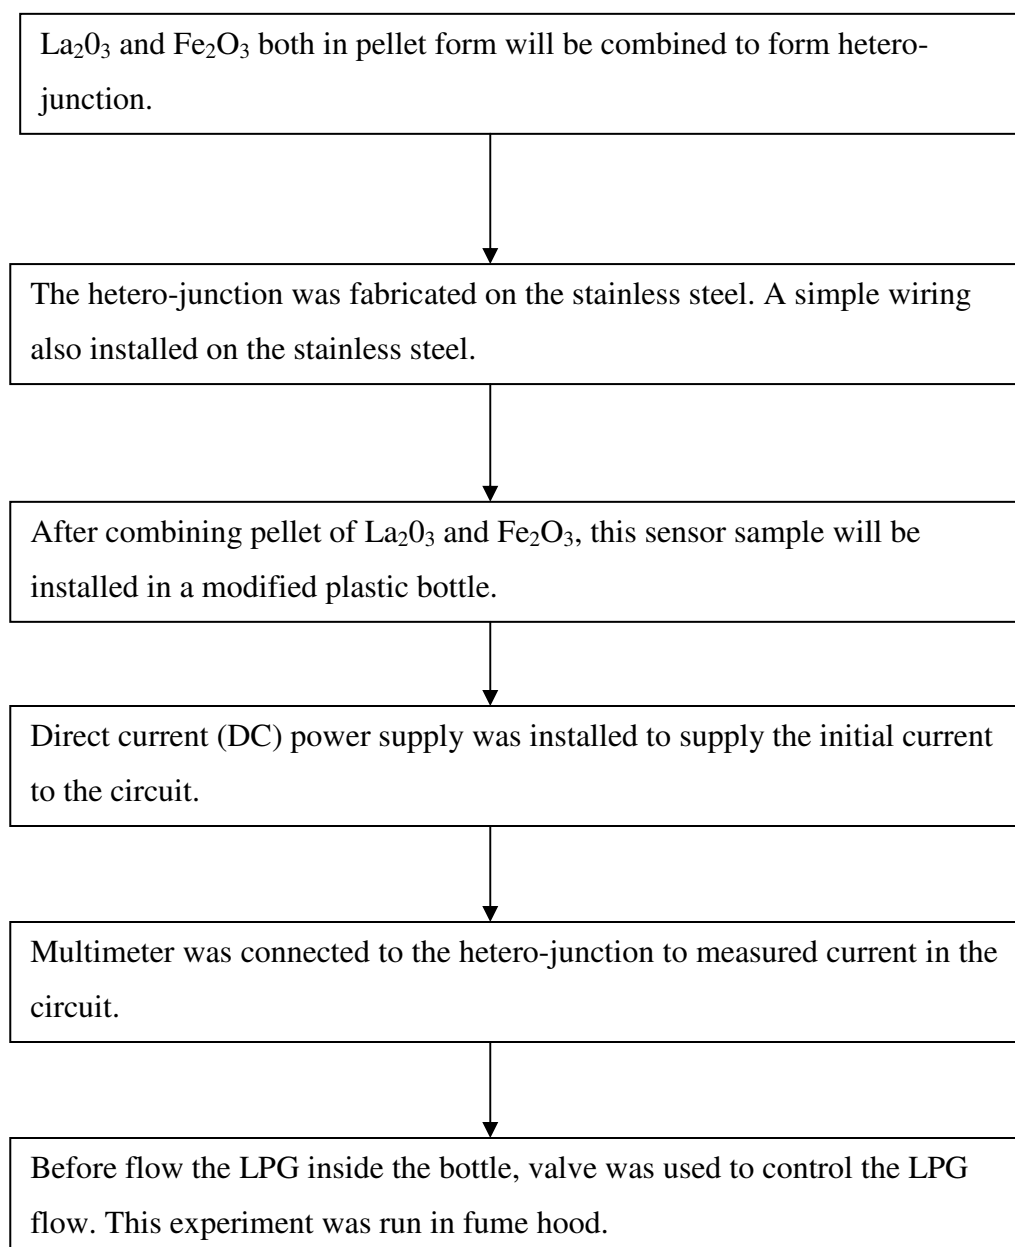 La₂0₃ and Fe₂O₃ both in pellet form will be combined to form hetero-
junction.
The hetero-junction was fabricated on the stainless steel. A simple wiring
also installed on the stainless steel.
After combining pellet of La₂0₃ and Fe₂O₃, this sensor sample will be
installed in a modified plastic bottle.
Direct current (DC) power supply was installed to supply the initial current
to the circuit.
Multimeter was connected to the hetero-junction to measured current in the
circuit.
Before flow the LPG inside the bottle, valve was used to control the LPG
flow. This experiment was run in fume hood.